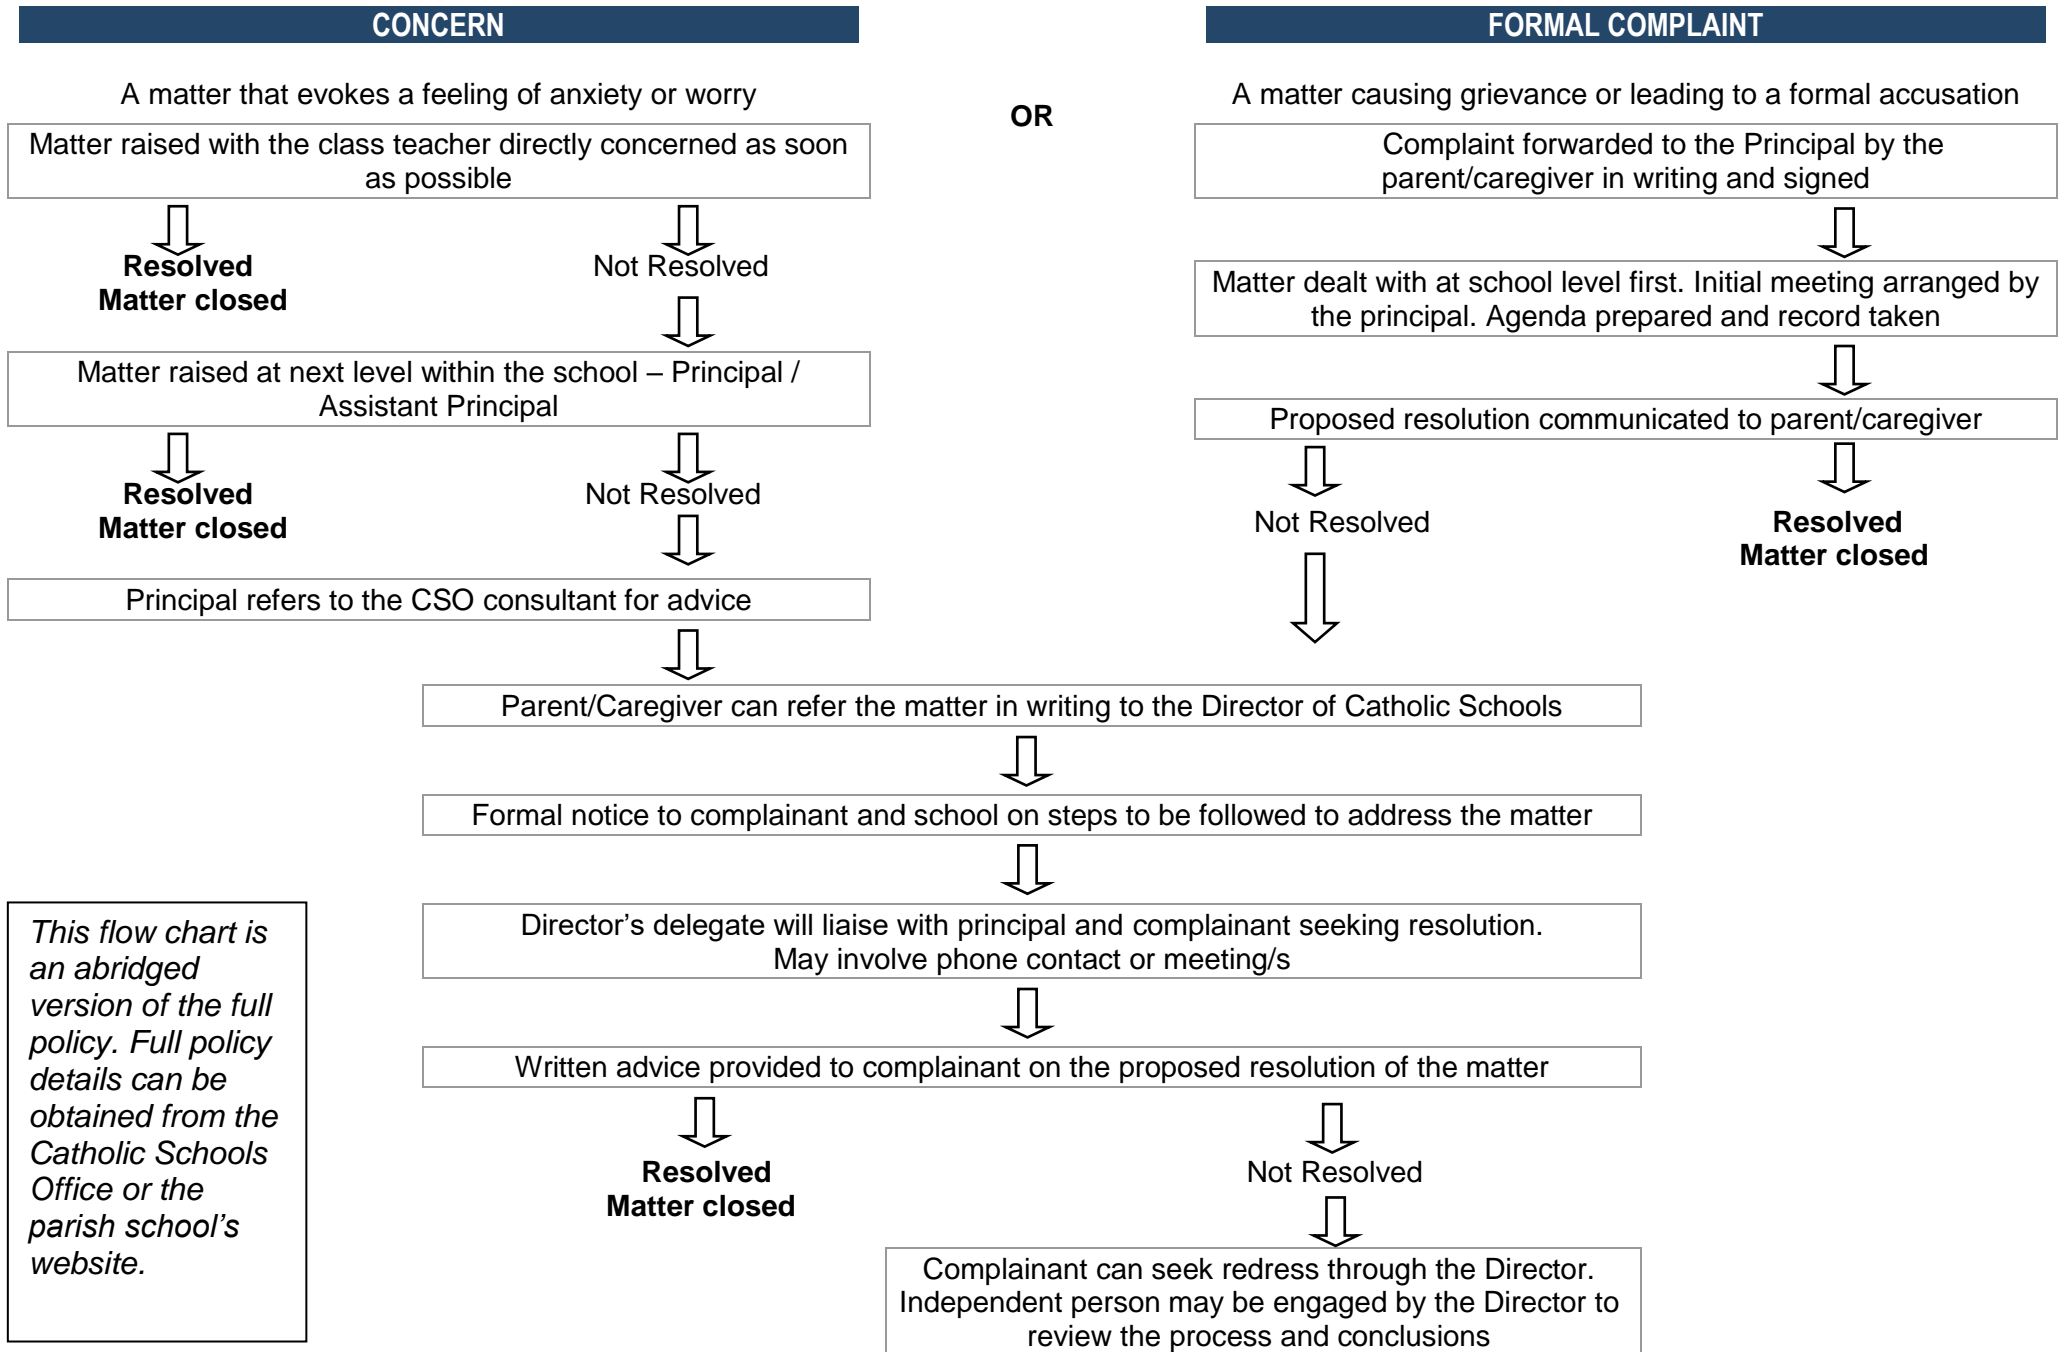 CONCERN
A matter that evokes a feeling of anxiety or worry
Matter raised with the class teacher directly concerned as soon
as possible
Resolved
Matter closed
Not Resolved
Matter raised at next level within the school – Principal /
Assistant Principal
Resolved
Matter closed
Not Resolved
Principal refers to the CSO consultant for advice
OR
FORMAL COMPLAINT
A matter causing grievance or leading to a formal accusation
Complaint forwarded to the Principal by the
parent/caregiver in writing and signed
Matter dealt with at school level first. Initial meeting arranged by
the principal. Agenda prepared and record taken
Proposed resolution communicated to parent/caregiver
Not Resolved
Resolved
Matter closed
Parent/Caregiver can refer the matter in writing to the Director of Catholic Schools
Formal notice to complainant and school on steps to be followed to address the matter
Director’s delegate will liaise with principal and complainant seeking resolution.
May involve phone contact or meeting/s
Written advice provided to complainant on the proposed resolution of the matter
Resolved
Matter closed
Not Resolved
Complainant can seek redress through the Director.
Independent person may be engaged by the Director to
review the process and conclusions
This flow chart is
an abridged
version of the full
policy. Full policy
details can be
obtained from the
Catholic Schools
Office or the
parish school’s
website.